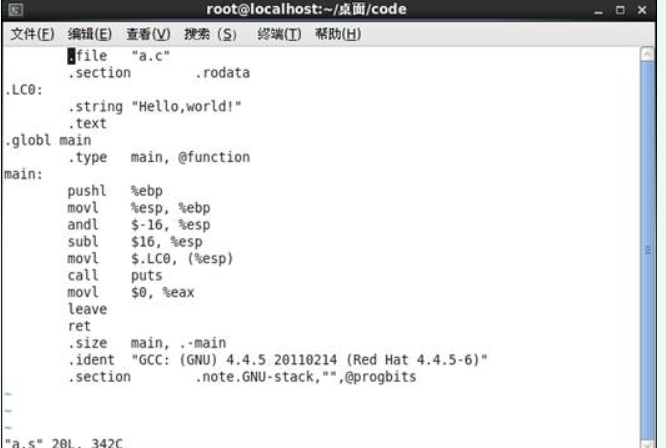 root@localhost:~/桌面/code
文件(F) 编辑(E) 查看(V) 搜索 (S) 终端(T) 帮助(H)
.file "a.c"
.section .rodata
.LC0:
.string "Hello,world!"
.text
.globl main
.type main, @function
main:
pushl %ebp
movl %esp, %ebp
andl $-16, %esp
subl $16, %esp
movl $.LC0, (%esp)
call puts
movl $0, %eax
leave
ret
.size main, .-main
.ident "GCC: (GNU) 4.4.5 20110214 (Red Hat 4.4.5-6)"
.section .note.GNU-stack,"",@progbits
~
~
~
"a.s" 20L, 342C